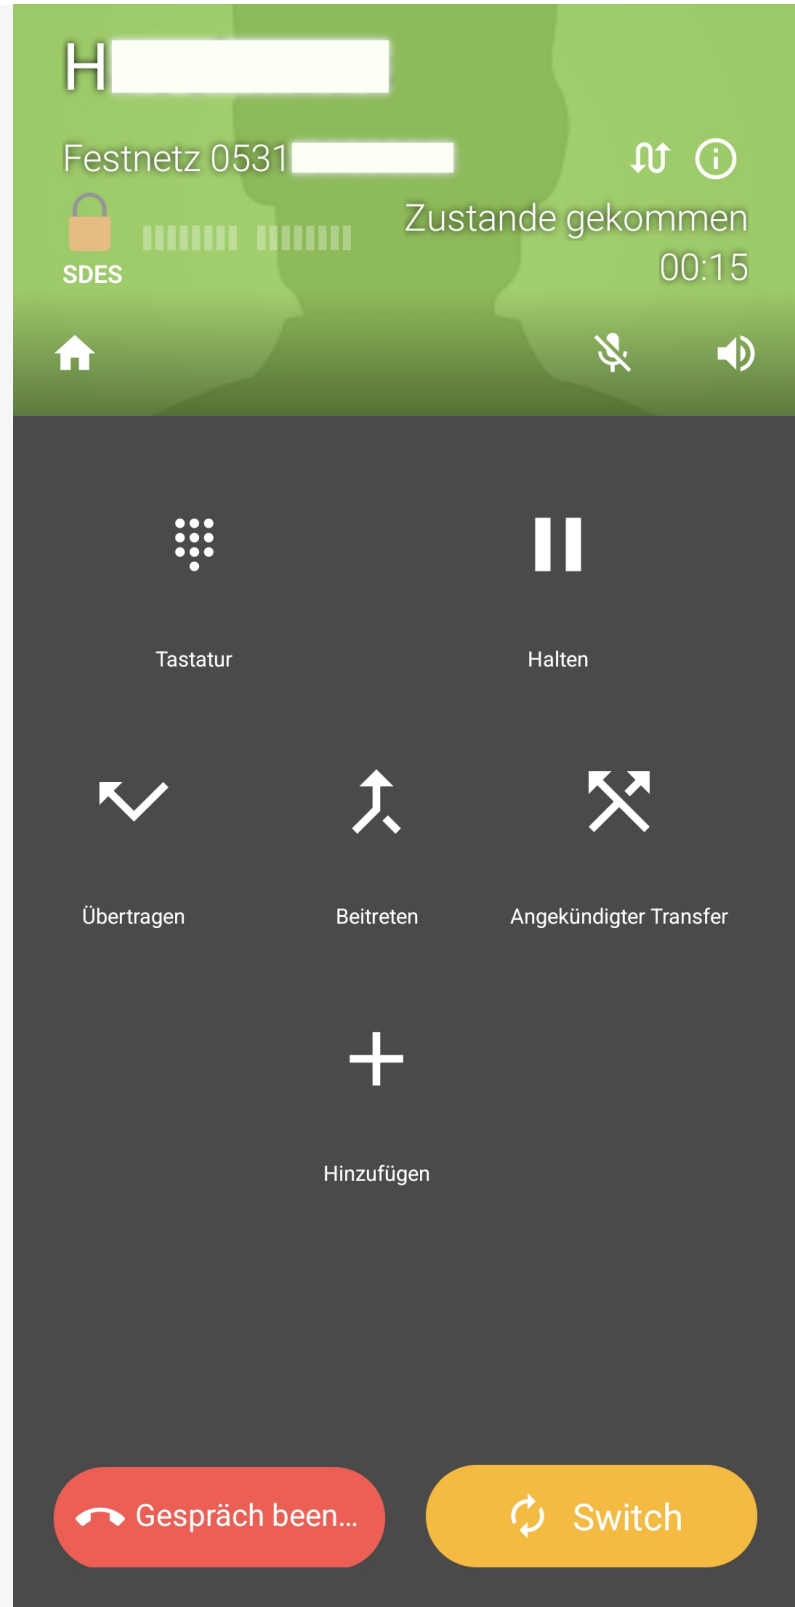 H
Festnetz 0531
Zustande gekommen
SDES
00:15
Tastatur
Halten
Übertragen
Beitreten
Angekündigter Transfer
Hinzufügen
Gespräch been...
Switch